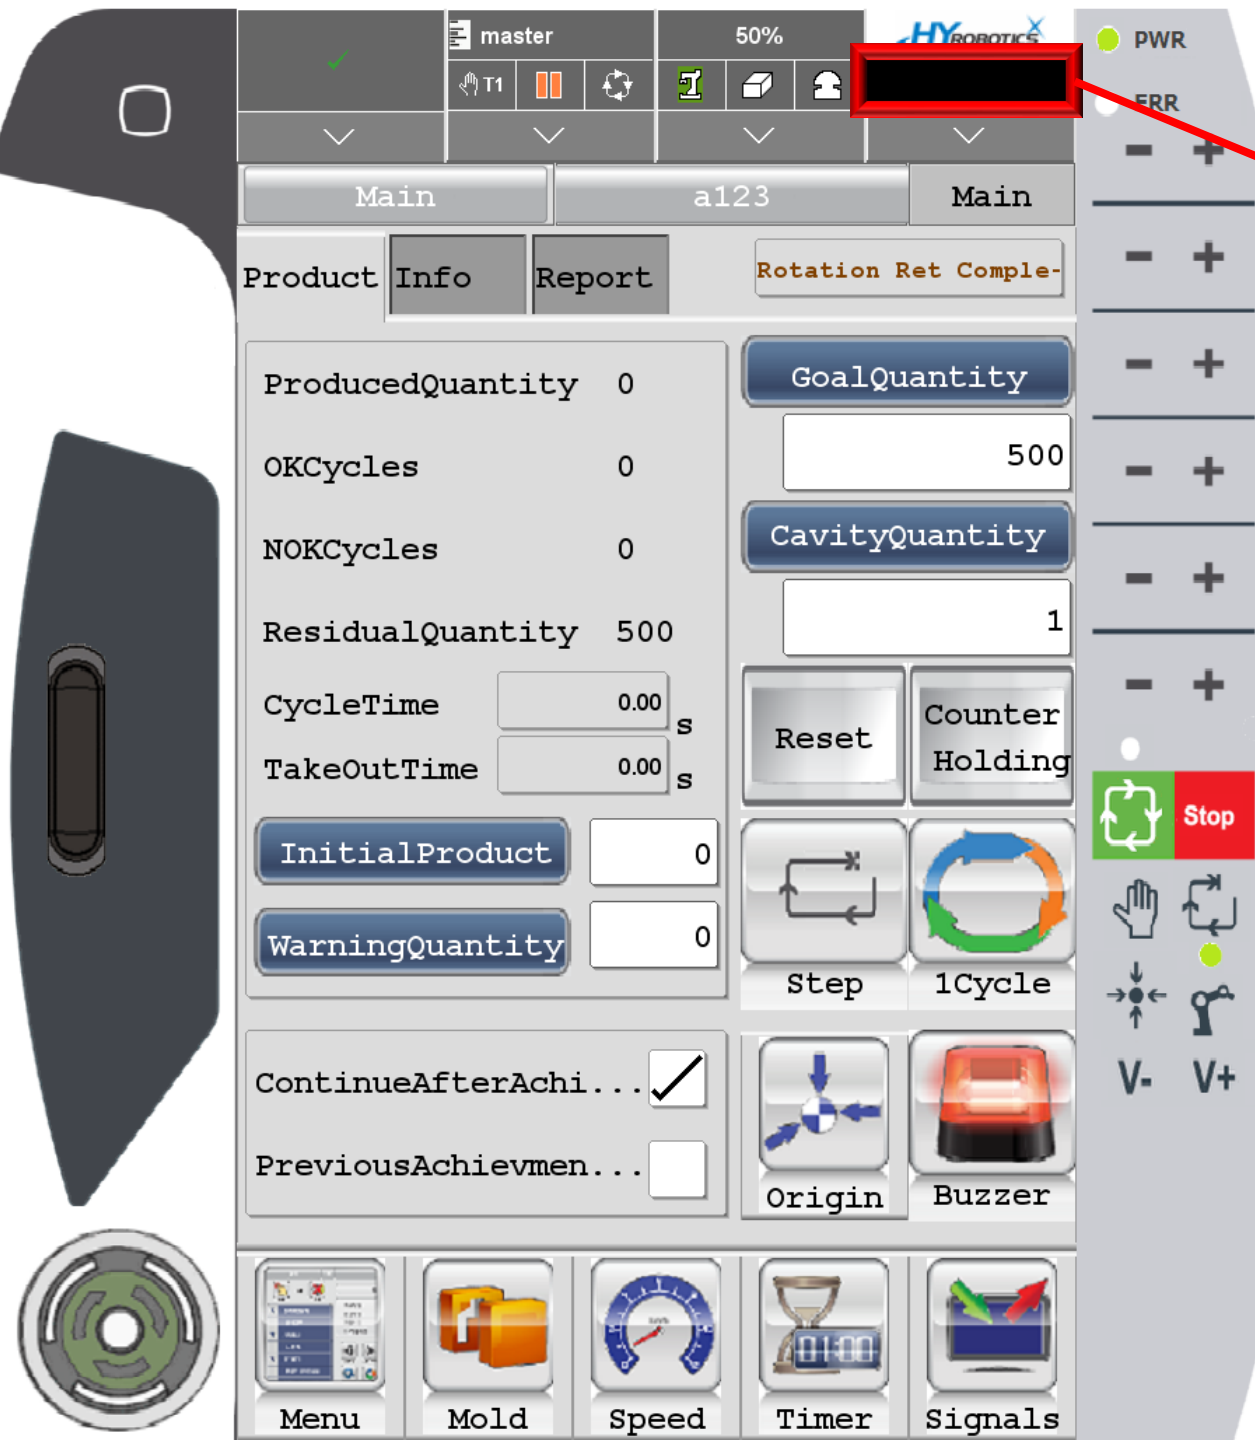 master
50%
HYROBOTICS
PWR
T1
ERR
Main
a123
Main
Product
Info
Report
Rotation Ret Comple-
ProducedQuantity 0
GoalQuantity
500
OKCycles 0
CavityQuantity
NOKCycles 0
1
ResidualQuantity 500
CycleTime 0.00 s
Reset
Counter
Holding
TakeOutTime 0.00 s
Stop
InitialProduct 0
WarningQuantity 0
Step
1Cycle
ContinueAfterAchi...
V-
V+
PreviousAchievmen...
Origin
Buzzer
01:00
Menu
Mold
Speed
Timer
Signals